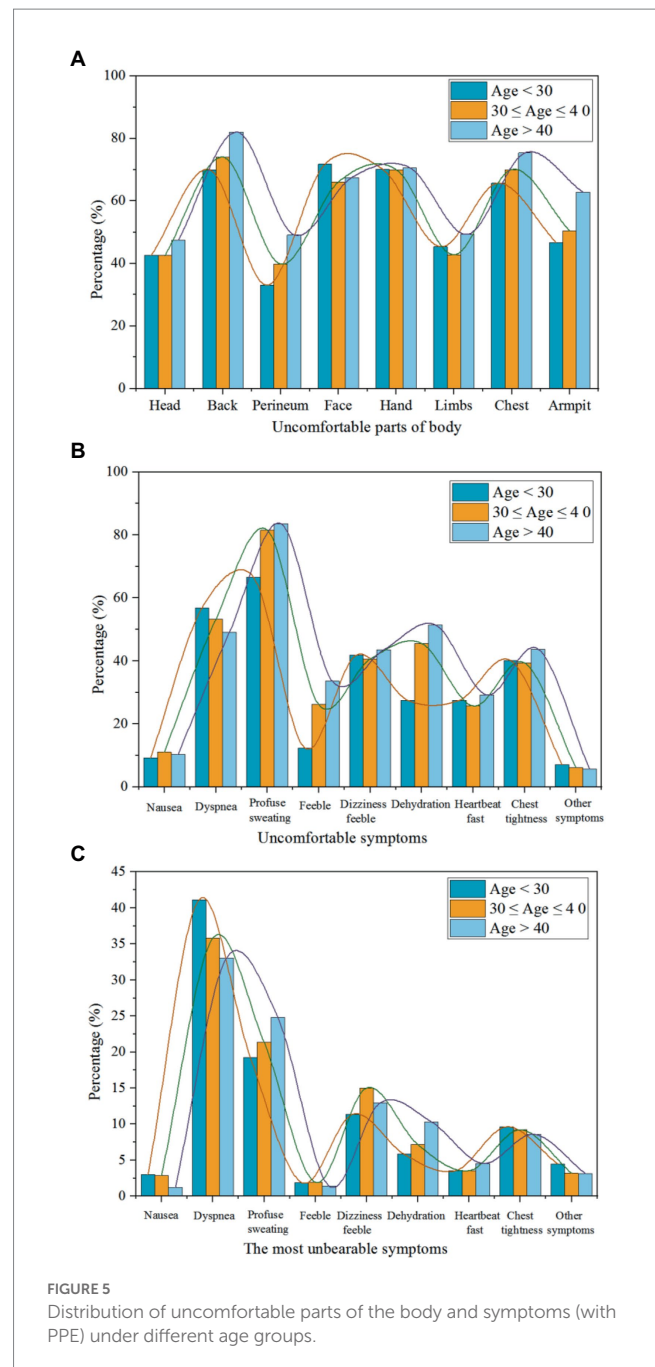 A
100
80
60
40
20
0
Percentage (%)
Age < 30
30 ≤ Age ≤ 4 0
Age > 40
Head Back Perineum Face Hand Limbs Chest Armpit
Uncomfortable parts of body
B
100
80
60
40
20
0
Percentage (%)
Age < 30
30 ≤ Age ≤ 4 0
Age > 40
Nausea Dyspnea Profuse sweating Feeble Dizziness feeble Dehydration Heartbeat fast Chest tightness Other symptoms
Uncomfortable symptoms
C
45
40
35
30
25
20
15
10
5
0
Percentage (%)
Age < 30
30 ≤ Age ≤ 4 0
Age > 40
Nausea Dyspnea Profuse sweating Feeble Dizziness feeble Dehydration Heartbeat fast Chest tightness Other symptoms
The most unbearable symptoms
FIGURE 5
Distribution of uncomfortable parts of the body and symptoms (with
PPE) under different age groups.